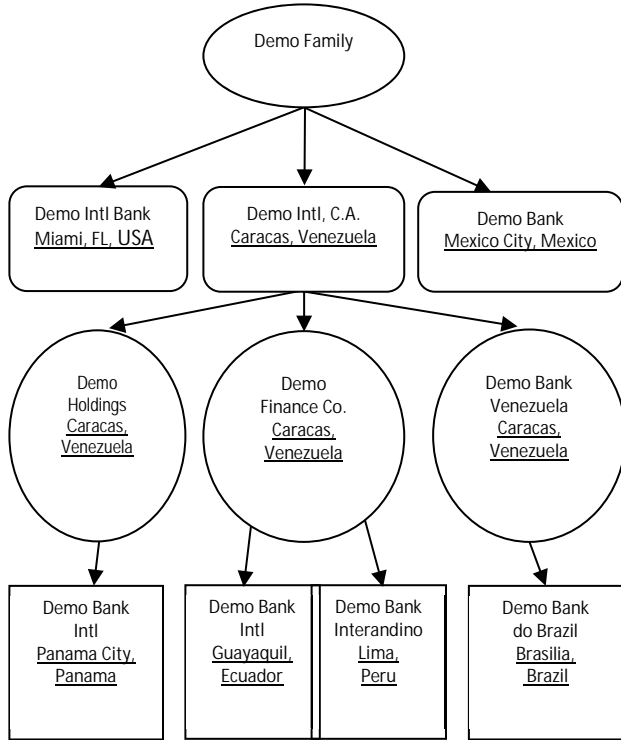 Demo Family
Demo Intl Bank
Miami, FL, USA
Demo Intl, C.A.
Caracas, Venezuela
Demo Bank
Mexico City, Mexico
Demo
Holdings
Caracas,
Venezuela
Demo
Finance Co.
Caracas,
Venezuela
Demo Bank
Venezuela
Caracas,
Venezuela
Demo Bank
Intl
Panama City,
Panama
Demo Bank
Intl
Guayaquil,
Ecuador
Demo Bank
Interandino
Lima,
Peru
Demo Bank
do Brazil
Brasilia,
Brazil